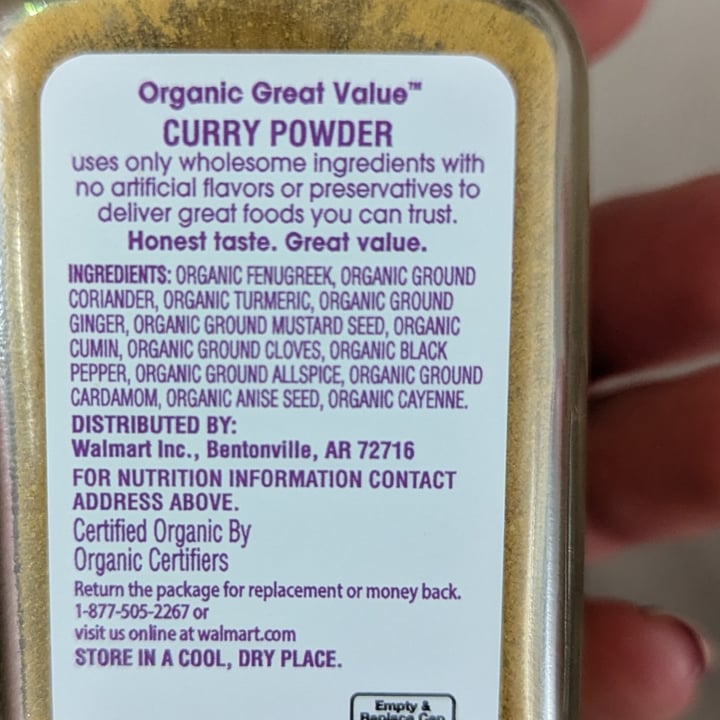 Organic Great Value™
CURRY POWDER
uses only wholesome ingredients with
no artificial flavors or preservatives to
deliver great foods you can trust.
Honest taste. Great value.
INGREDIENTS: ORGANIC FENUGREEK, ORGANIC GROUND
CORIANDER, ORGANIC TURMERIC, ORGANIC GROUND
GINGER, ORGANIC GROUND MUSTARD SEED, ORGANIC
CUMIN, ORGANIC GROUND CLOVES, ORGANIC BLACK
PEPPER, ORGANIC GROUND ALLSPICE, ORGANIC GROUND
CARDAMOM, ORGANIC ANISE SEED, ORGANIC CAYENNE.
DISTRIBUTED BY:
Walmart Inc., Bentonville, AR 72716
FOR NUTRITION INFORMATION CONTACT
ADDRESS ABOVE.
Certified Organic By
Organic Certifiers
Return the package for replacement or money back.
1-877-505-2267 or
visit us online at walmart.com
STORE IN A COOL, DRY PLACE.
Empty &
Replace Cap